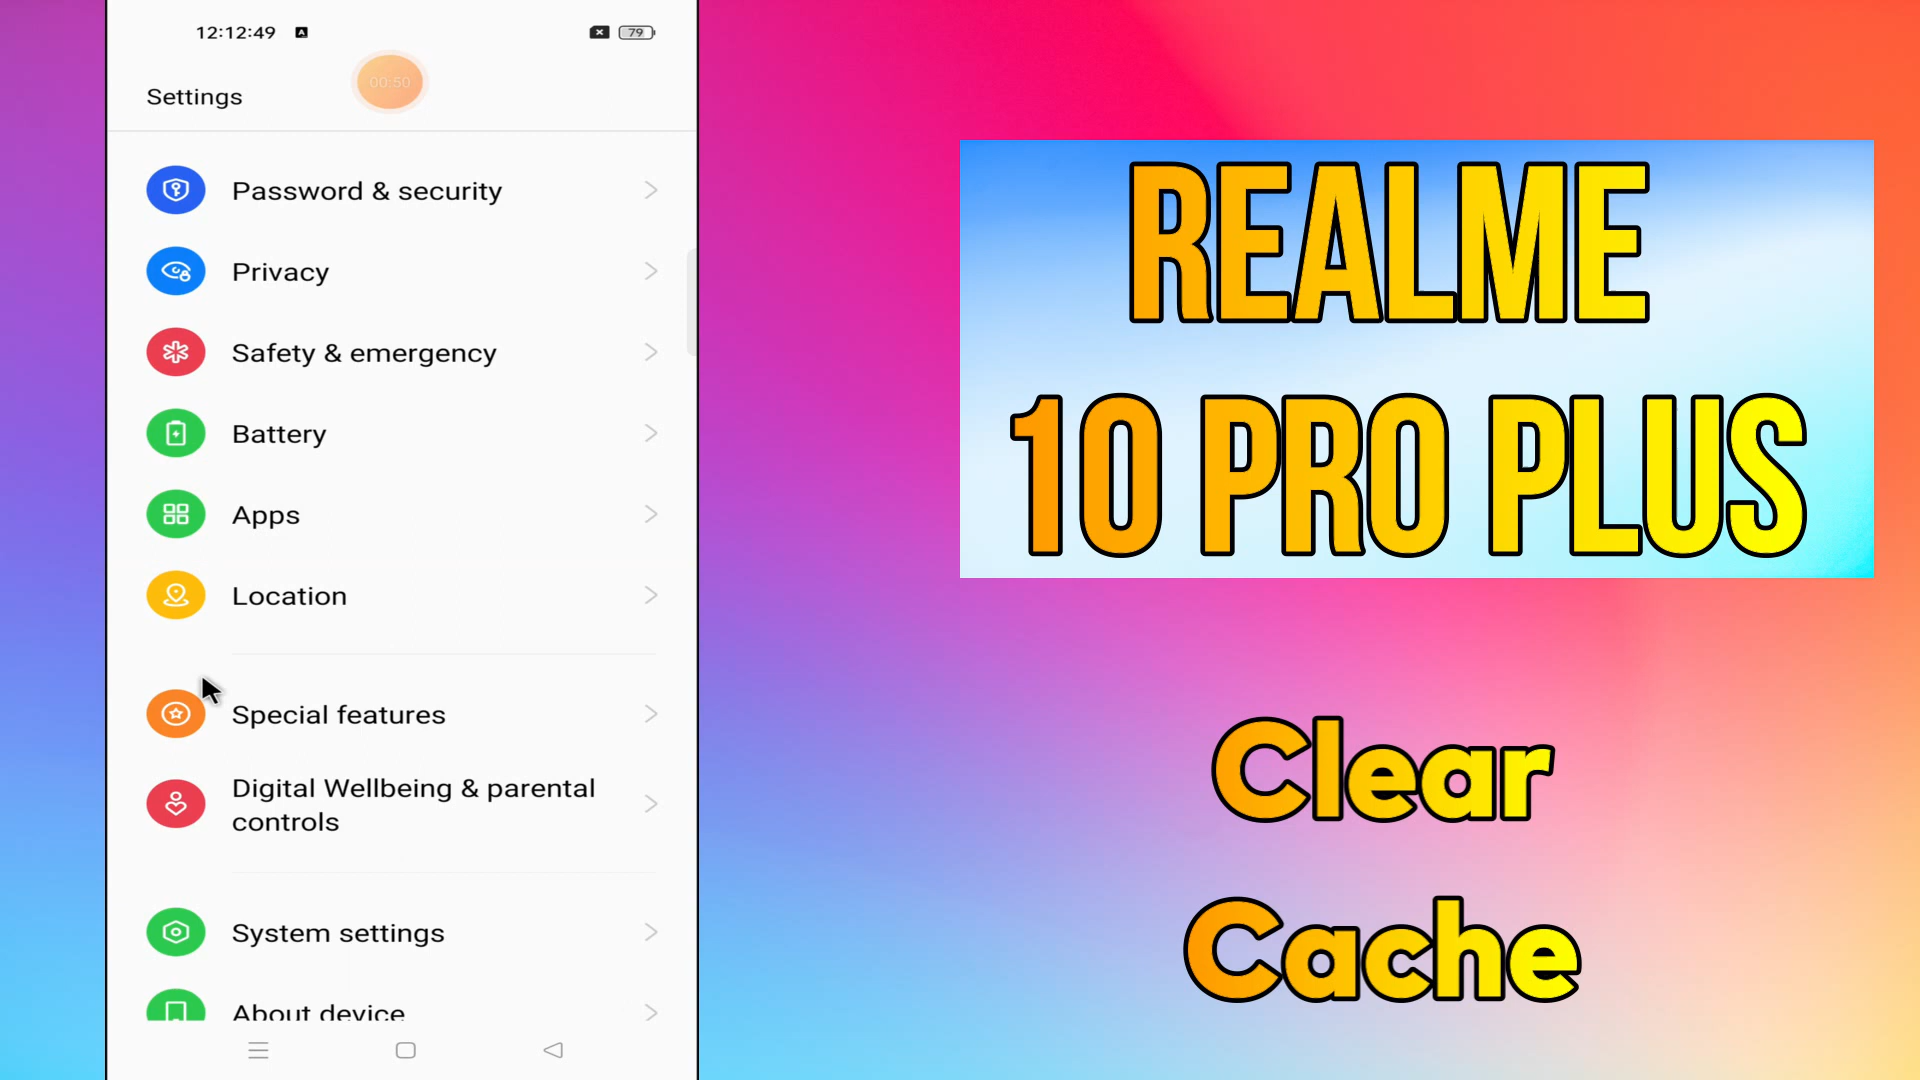 12:12:49
79
00:50
Settings
Password & security
Privacy
Safety & emergency
Battery
Apps
Location
Special features
Digital Wellbeing & parental
controls
System settings
About device
REALME
10 PRO PLUS
Clear
Cache